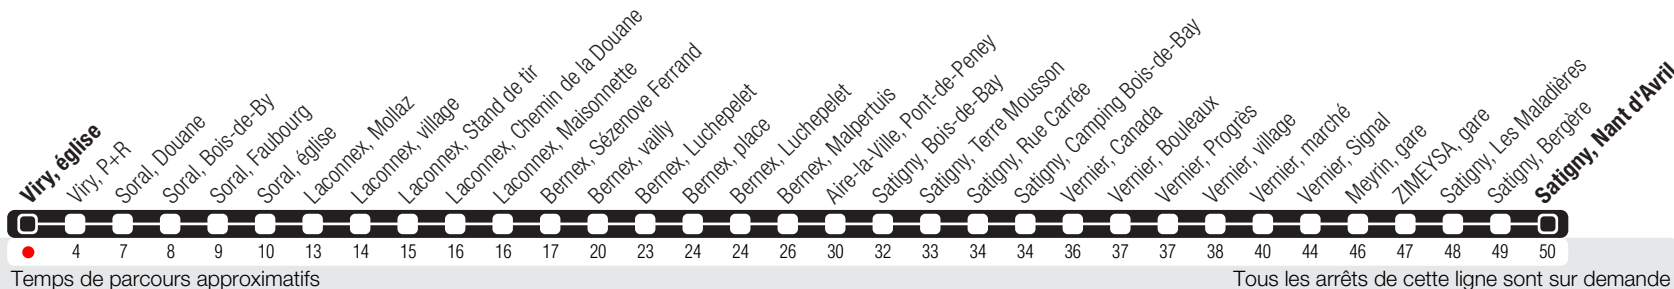 Viry, église
Viry, P+R
Soral, Douane
Soral, Bois-de-By
Soral, Faubourg
Soral, église
Laconnex, Mollaz
Laconnex, village
Laconnex, Stand de tir
Laconnex, Chemin de la Douane
Laconnex, Maisonnette
Bernex, Sézenove Ferrand
Bernex, vailly
Bernex, Luchepelet
Bernex, place
Bernex, Luchepelet
Bernex, Malpertuis
Aire-la-Ville, Pont-de-Peney
Satigny, Bois-de-Bay
Satigny, Terre Mousson
Satigny, Rue Carrée
Satigny, Camping Bois-de-Bay
Vernier, Canada
Vernier, Bouleaux
Vernier, Progrès
Vernier, village
Vernier, marché
Vernier, Signal
Meyrin, gare
ZIMEYSA, gare
Satigny, Les Maladières
Satigny, Bergère
Satigny, Nant d'Avril
4 7 8 9 10 13 14 15 16 16 17 20 23 24 24 26 30 32 33 34 34 36 37 37 38 40 44 46 47 48 49 50
Temps de parcours approximatifs
Tous les arrêts de cette ligne sont sur demande